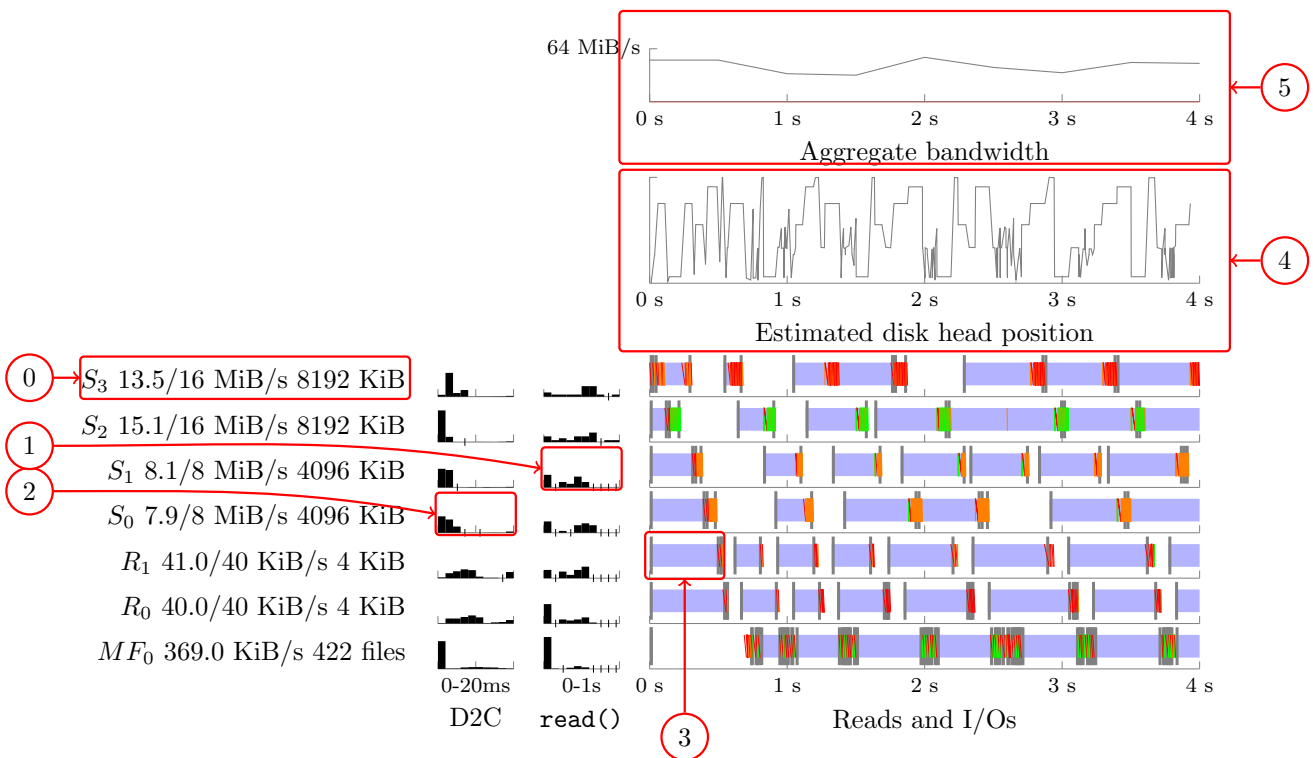 64 MiB/s
0 s 1 s 2 s 3 s 4 s
Aggregate bandwidth
5
0 s 1 s 2 s 3 s 4 s
Estimated disk head position
4
0
S₃ 13.5/16 MiB/s 8192 KiB
S₂ 15.1/16 MiB/s 8192 KiB
1
S₁ 8.1/8 MiB/s 4096 KiB
2
S₀ 7.9/8 MiB/s 4096 KiB
R₁ 41.0/40 KiB/s 4 KiB
R₀ 40.0/40 KiB/s 4 KiB
MF₀ 369.0 KiB/s 422 files
0-20ms 0-1s 0 s 1 s 2 s 3 s 4 s
D2C read() Reads and I/Os
3